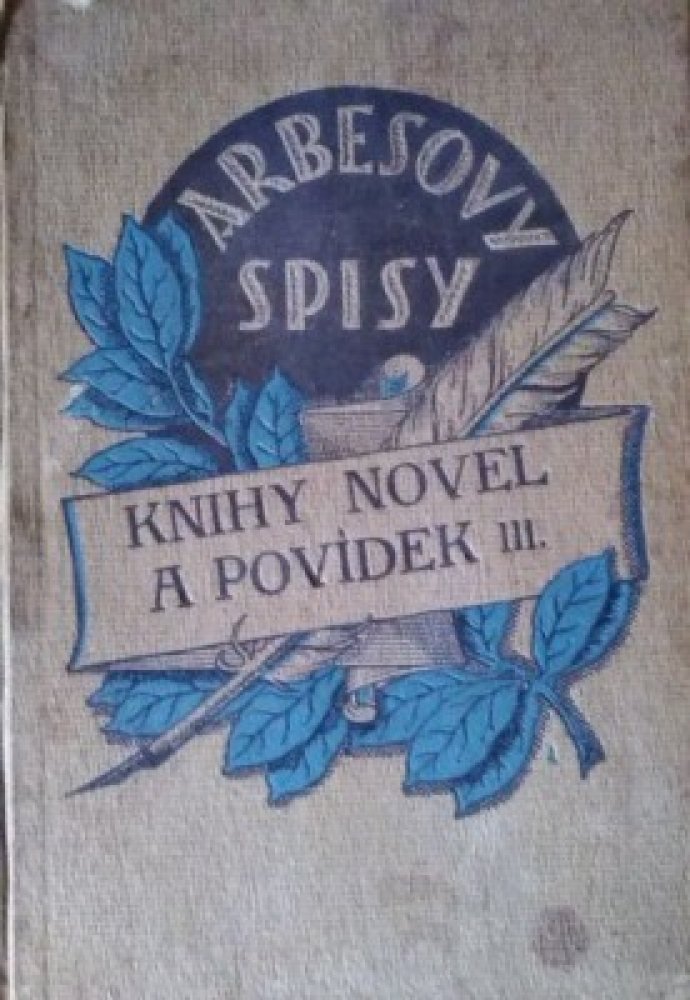 ARBESOVY
SPISY
KNIHY NOVEL
A POVÍDEK III.